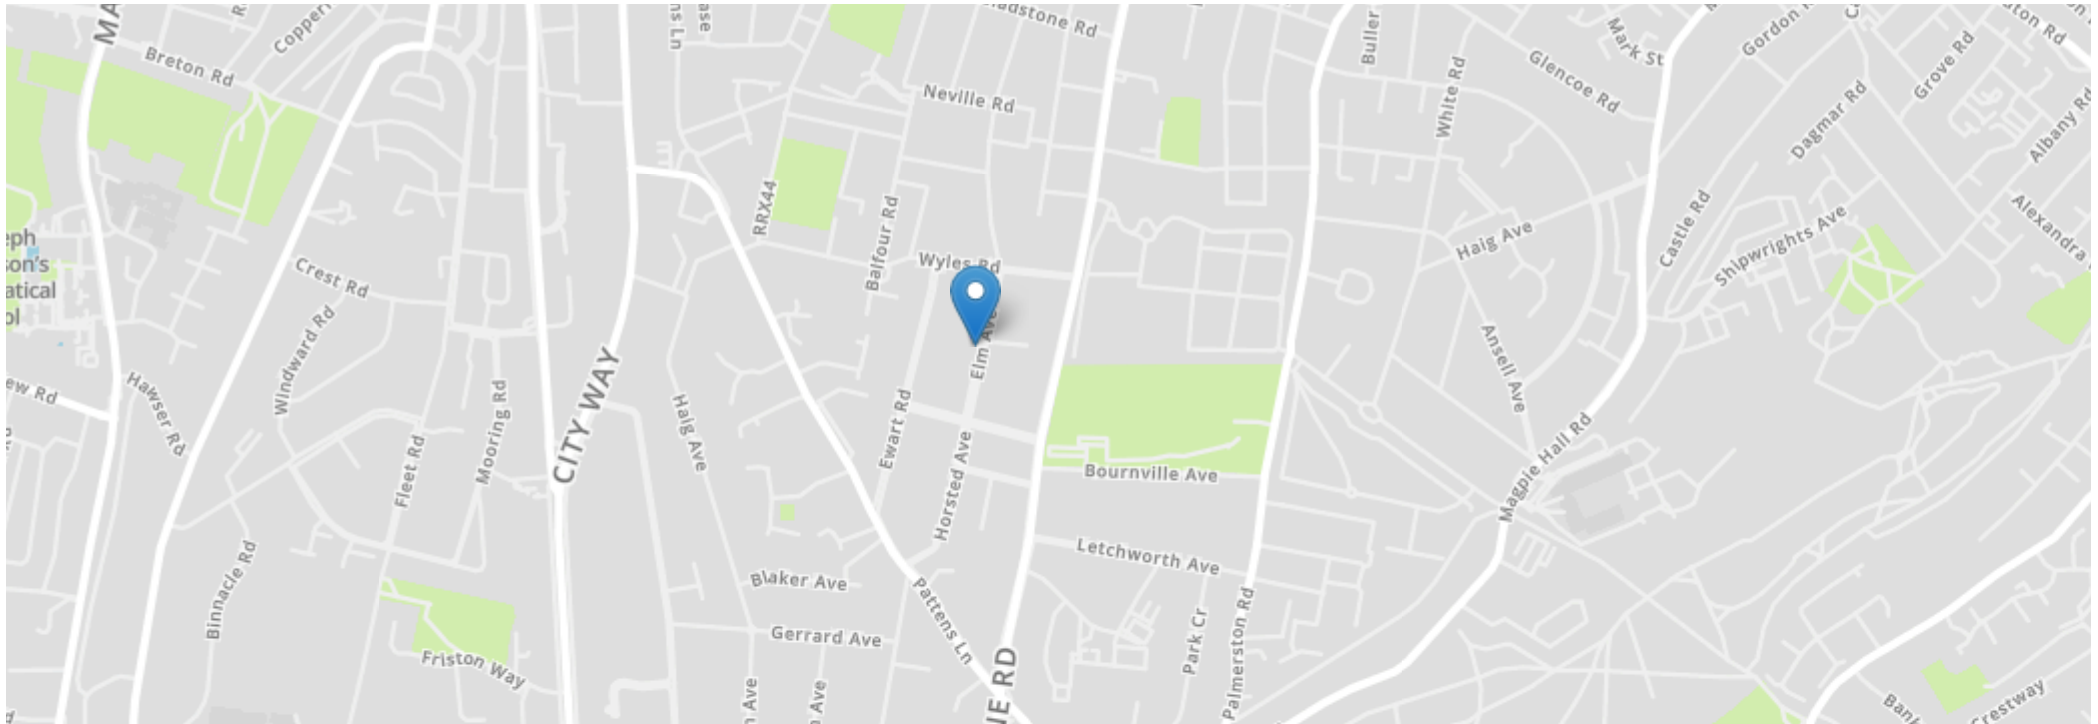 Breton Rd
Neville Rd
Buller
White Rd
Mark St
Glencoe Rd
Grove Rd
Dagmar Rd
Albany Rd
RRX44
Balfour Rd
Wyles Rd
Haig Ave
Castle Rd
Shipwrights Ave
Alexandra
Crest Rd
Windward Rd
Hawser Rd
Mooring Rd
Fleet Rd
CITY WAY
Haig Ave
Ewart Rd
Elm Ave
Horsted Ave
Bournville Ave
Ansell Ave
Magpie Hall Rd
Letchworth Ave
Blaker Ave
Pattens Ln
Gerrard Ave
Binnacle Rd
Friston Way
Park Cr
Palmerston Rd
Crestway